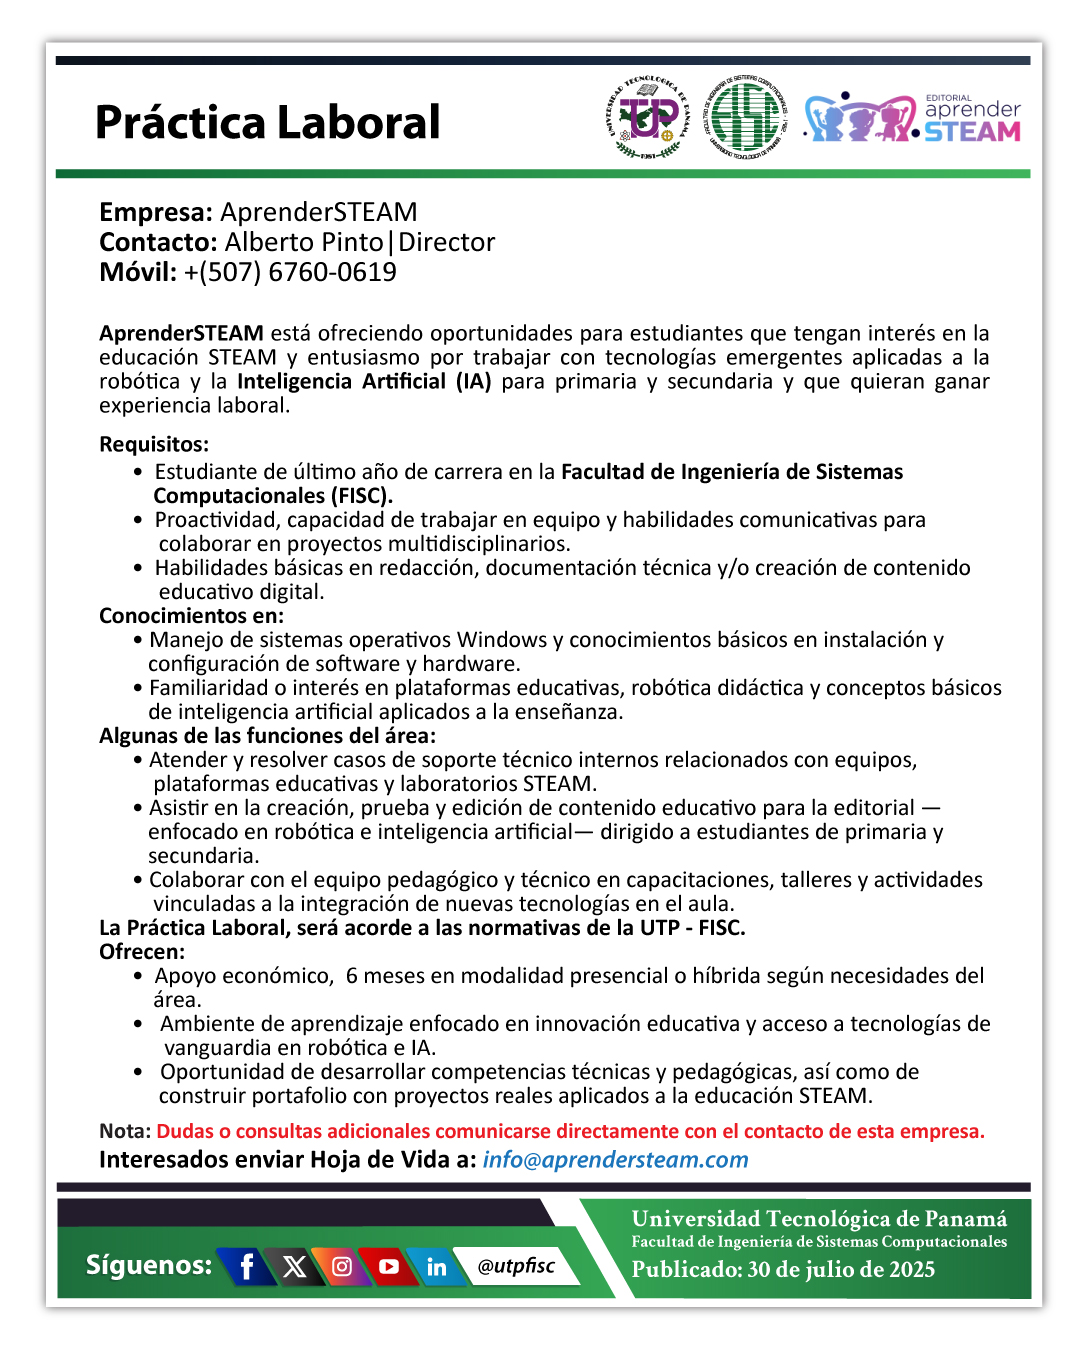 Práctica Laboral
UNIVERSIDAD TECNOLÓGICA DE PANAMÁ
UTP
1981
FACULTAD DE INGENIERÍA DE SISTEMAS COMPUTACIONALES
FISC
UNIVERSIDAD TECNOLÓGICA DE PANAMÁ
EDITORIAL
aprender
STEAM
Empresa: AprenderSTEAM
Contacto: Alberto Pinto|Director
Móvil: +(507) 6760-0619
AprenderSTEAM está ofreciendo oportunidades para estudiantes que tengan interés en la
educación STEAM y entusiasmo por trabajar con tecnologías emergentes aplicadas a la
robótica y la Inteligencia Artificial (IA) para primaria y secundaria y que quieran ganar
experiencia laboral.
Requisitos:
• Estudiante de último año de carrera en la Facultad de Ingeniería de Sistemas
Computacionales (FISC).
• Proactividad, capacidad de trabajar en equipo y habilidades comunicativas para
colaborar en proyectos multidisciplinarios.
• Habilidades básicas en redacción, documentación técnica y/o creación de contenido
educativo digital.
Conocimientos en:
• Manejo de sistemas operativos Windows y conocimientos básicos en instalación y
configuración de software y hardware.
• Familiaridad o interés en plataformas educativas, robótica didáctica y conceptos básicos
de inteligencia artificial aplicados a la enseñanza.
Algunas de las funciones del área:
• Atender y resolver casos de soporte técnico internos relacionados con equipos,
plataformas educativas y laboratorios STEAM.
• Asistir en la creación, prueba y edición de contenido educativo para la editorial —
enfocado en robótica e inteligencia artificial— dirigido a estudiantes de primaria y
secundaria.
• Colaborar con el equipo pedagógico y técnico en capacitaciones, talleres y actividades
vinculadas a la integración de nuevas tecnologías en el aula.
La Práctica Laboral, será acorde a las normativas de la UTP - FISC.
Ofrecen:
• Apoyo económico, 6 meses en modalidad presencial o híbrida según necesidades del
área.
• Ambiente de aprendizaje enfocado en innovación educativa y acceso a tecnologías de
vanguardia en robótica e IA.
• Oportunidad de desarrollar competencias técnicas y pedagógicas, así como de
construir portafolio con proyectos reales aplicados a la educación STEAM.
Nota: Dudas o consultas adicionales comunicarse directamente con el contacto de esta empresa.
Interesados enviar Hoja de Vida a: info@aprendersteam.com
Síguenos: @utpfisc
Universidad Tecnológica de Panamá
Facultad de Ingeniería de Sistemas Computacionales
Publicado: 30 de julio de 2025